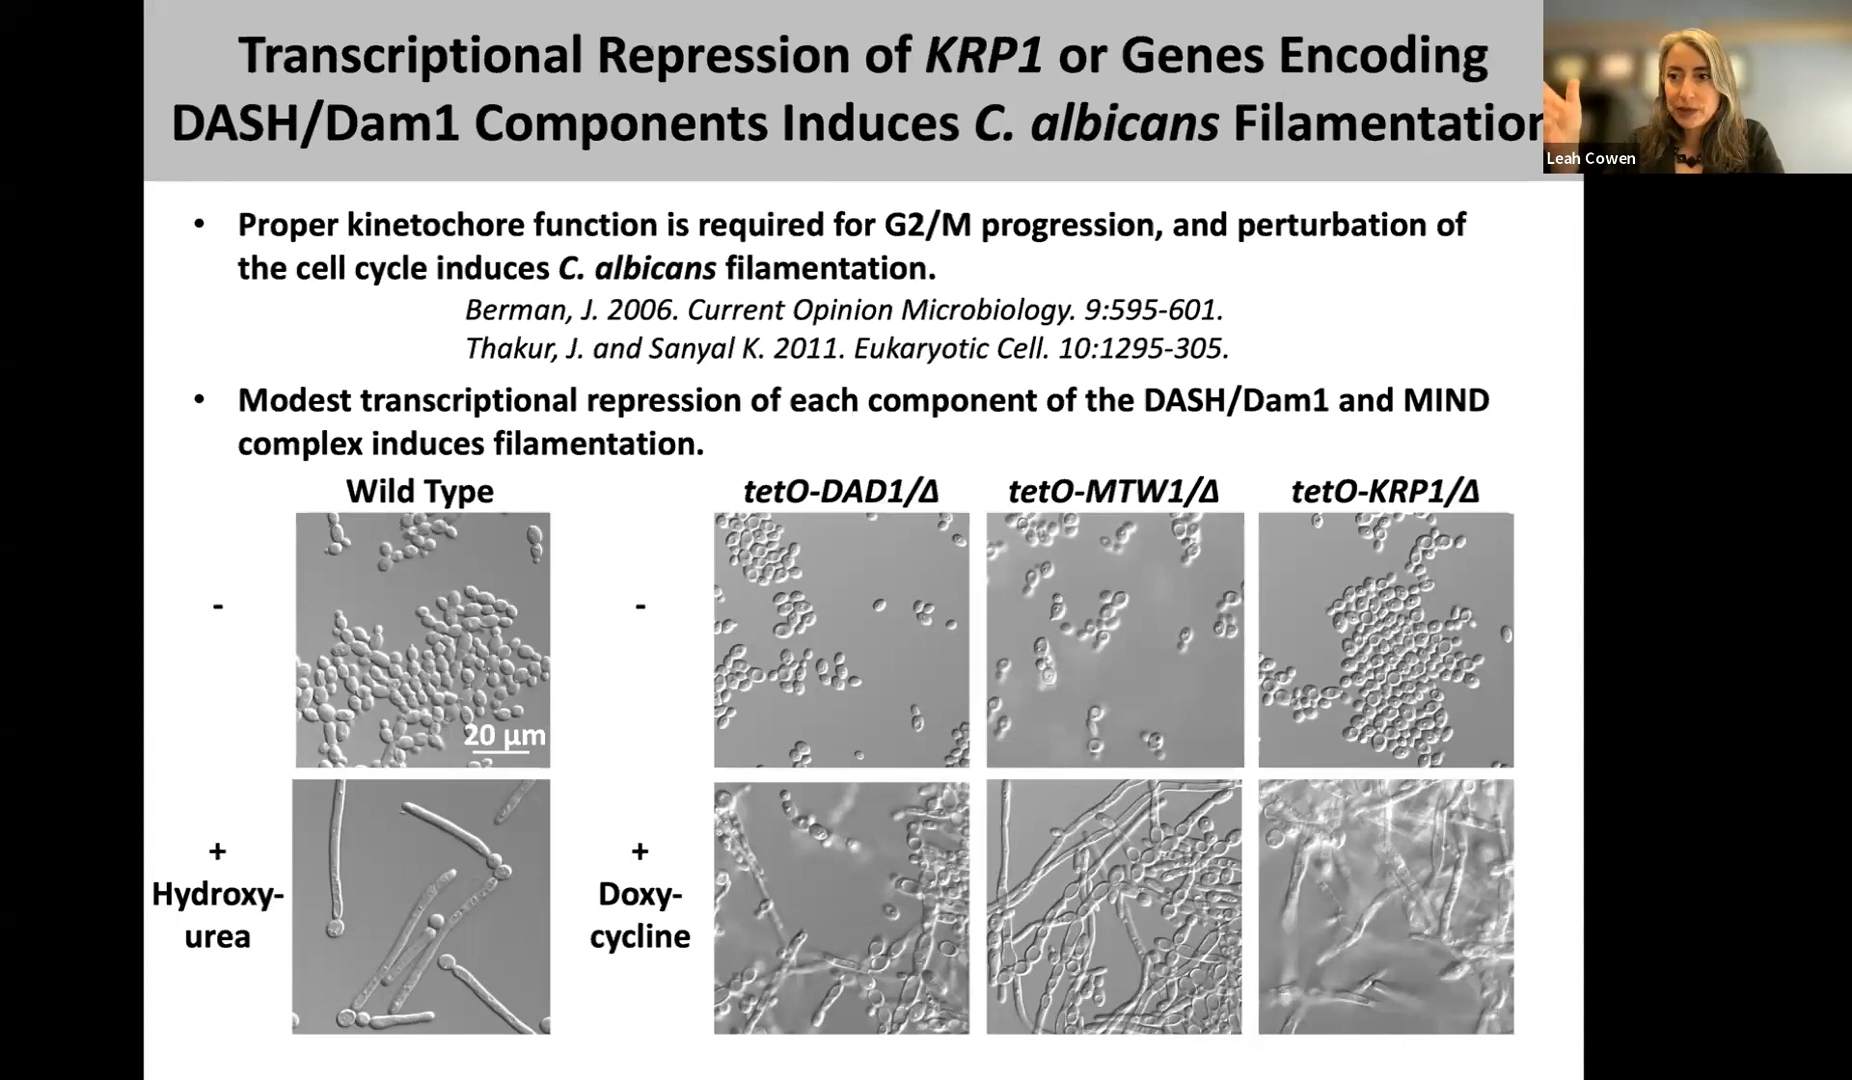 Transcriptional Repression of KRP1 or Genes Encoding
DASH/Dam1 Components Induces C. albicans Filamentation
Leah Cowen
• Proper kinetochore function is required for G2/M progression, and perturbation of
the cell cycle induces C. albicans filamentation.
Berman, J. 2006. Current Opinion Microbiology. 9:595-601.
Thakur, J. and Sanyal K. 2011. Eukaryotic Cell. 10:1295-305.
• Modest transcriptional repression of each component of the DASH/Dam1 and MIND
complex induces filamentation.
Wild Type
tetO-DAD1/Δ
tetO-MTW1/Δ
tetO-KRP1/Δ
-
-
20 μm
+
Hydroxy-
urea
+
Doxy-
cycline